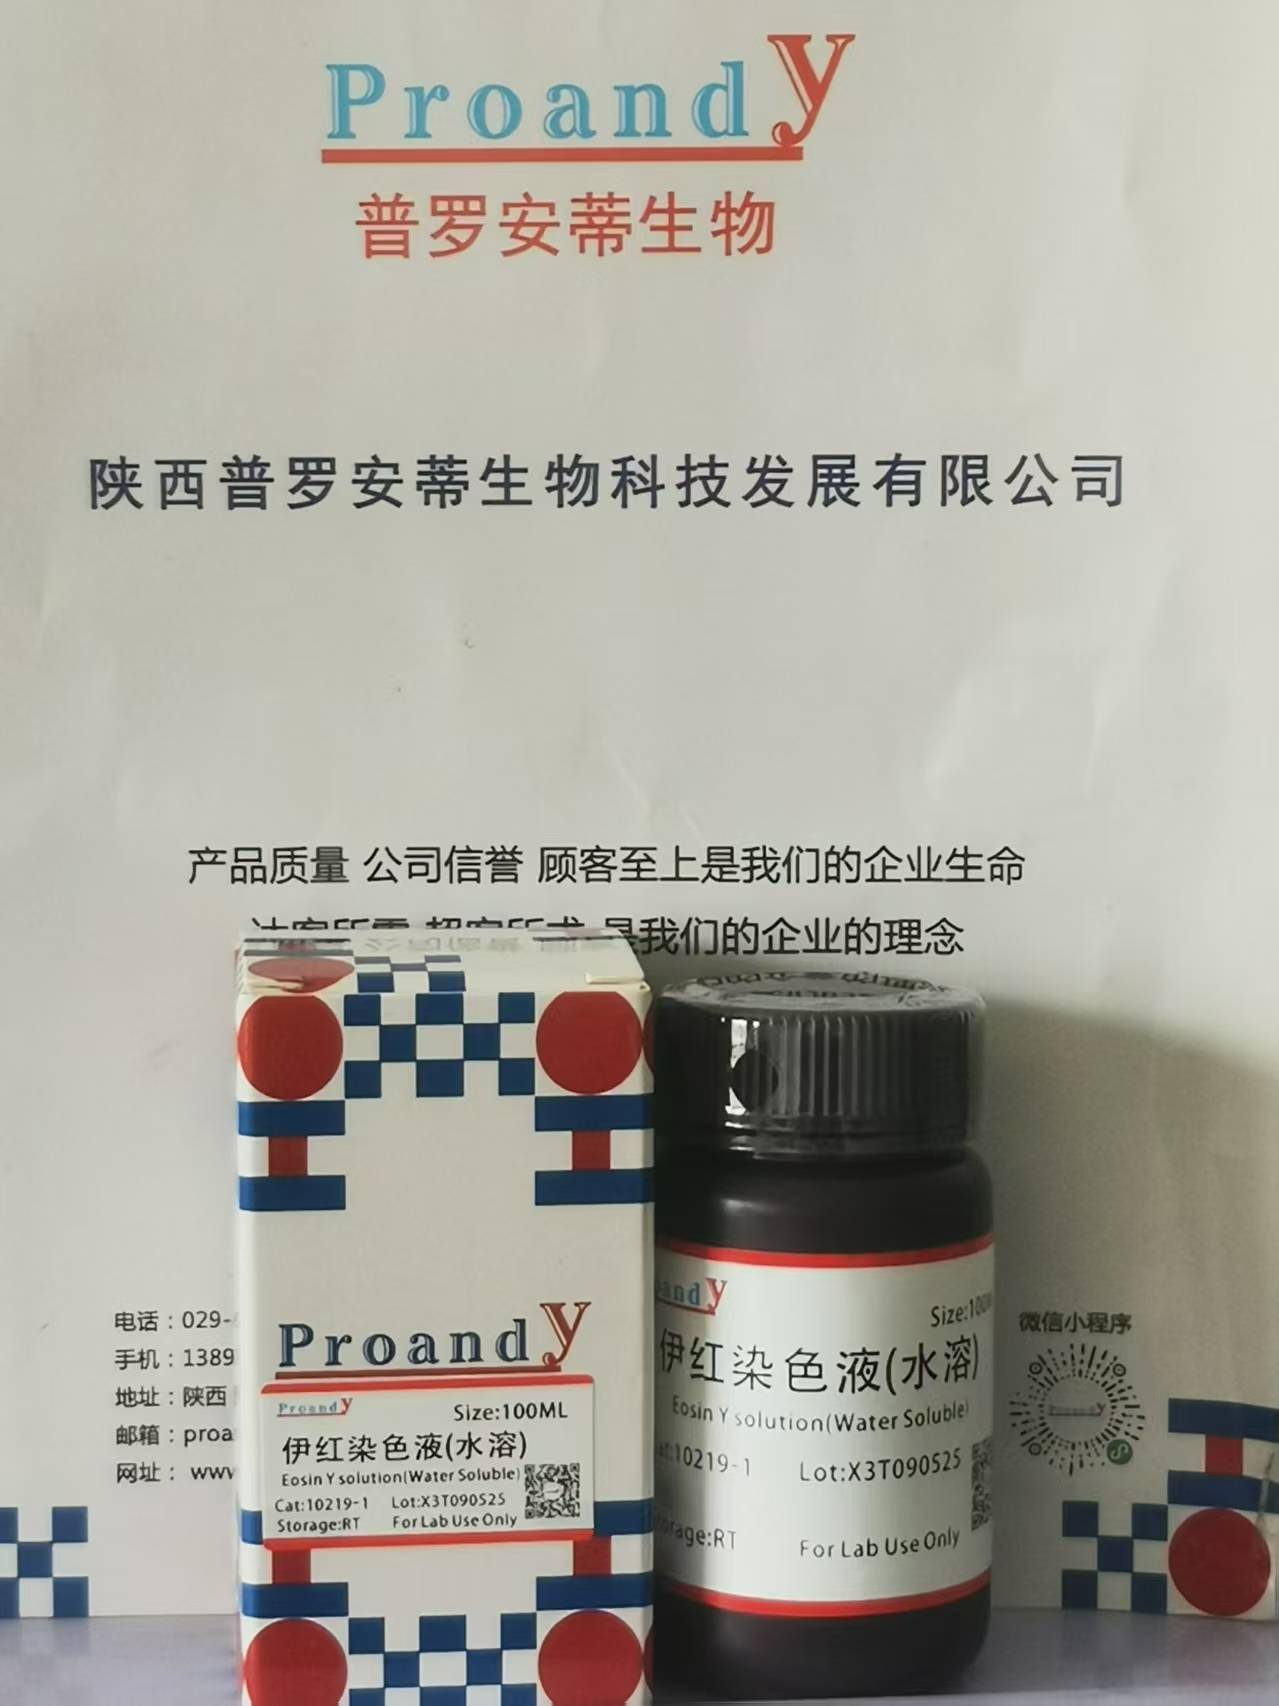 Proandy
普罗安蒂生物
陕西普罗安蒂生物科技发展有限公司
产品质量 公司信誉 顾客至上是我们的企业生命
是我们的企业的理念
电话：029-
手机：1389
地址：陕西
邮箱：proa
网址： www
Proandy
Proandy
Size:100ML
伊红染色液(水溶)
Eosin Y solution(Water Soluble)
Cat:10219-1 Lot:X3T090525
Storage:RT For Lab Use Only
andy
Size:100
伊红染色液(水溶)
Eosin Y solution(Water Soluble)
10219-1 Lot:X3T090525
orage:RT For Lab Use Only
微信小程序
Proandy